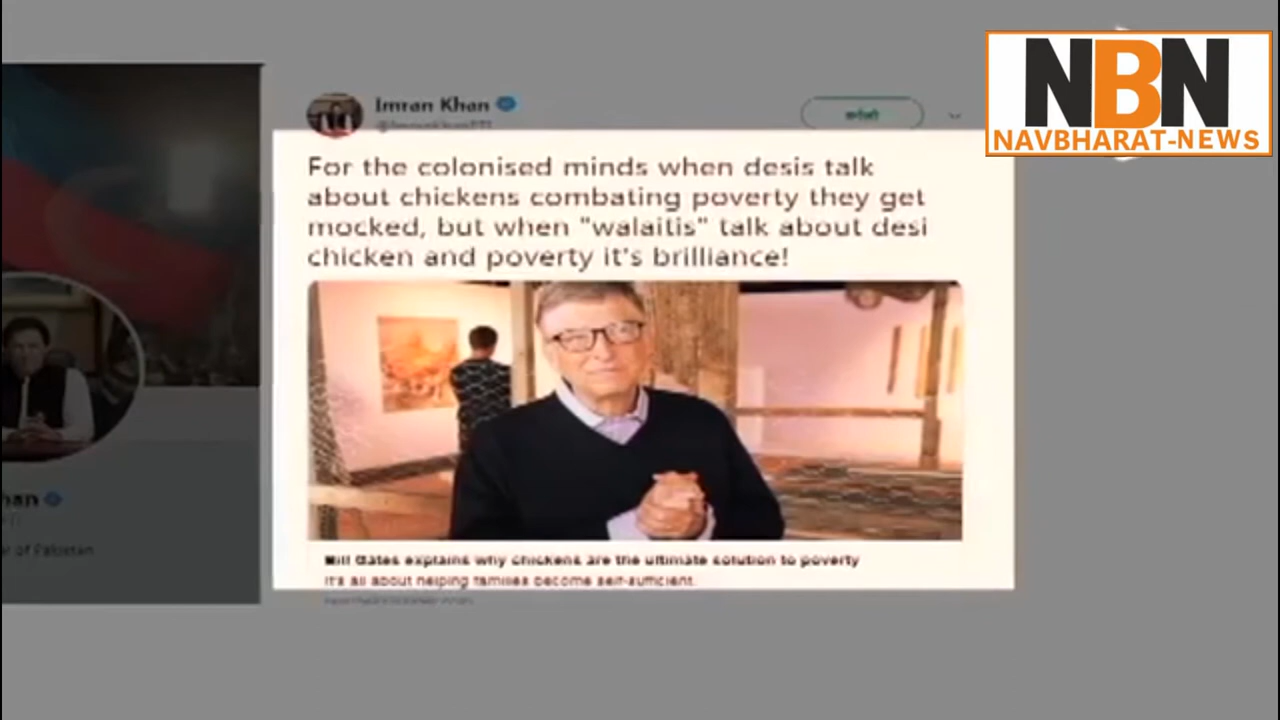 NBN
NAVBHARAT-NEWS
Imran Khan
For the colonised minds when desis talk
about chickens combating poverty they get
mocked, but when "walaitis" talk about desi
chicken and poverty it's brilliance!
Bill Gates explains why chickens are the ultimate solution to poverty
It's all about helping families become self-sufficient.
of Pakistan